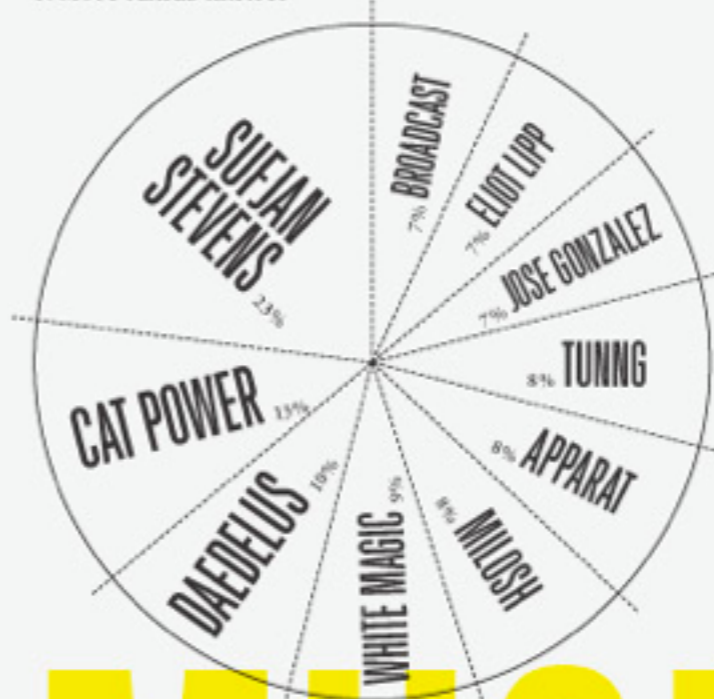 BROADCAST
7%
ELIOT LIPP
7%
JOSE GONZALEZ
7%
TUNNG
8%
APPARAT
8%
MILOSH
8%
WHITE MAGIC
9%
DAEDELUS
10%
CAT POWER
13%
SUFJAN
STEVENS
23%